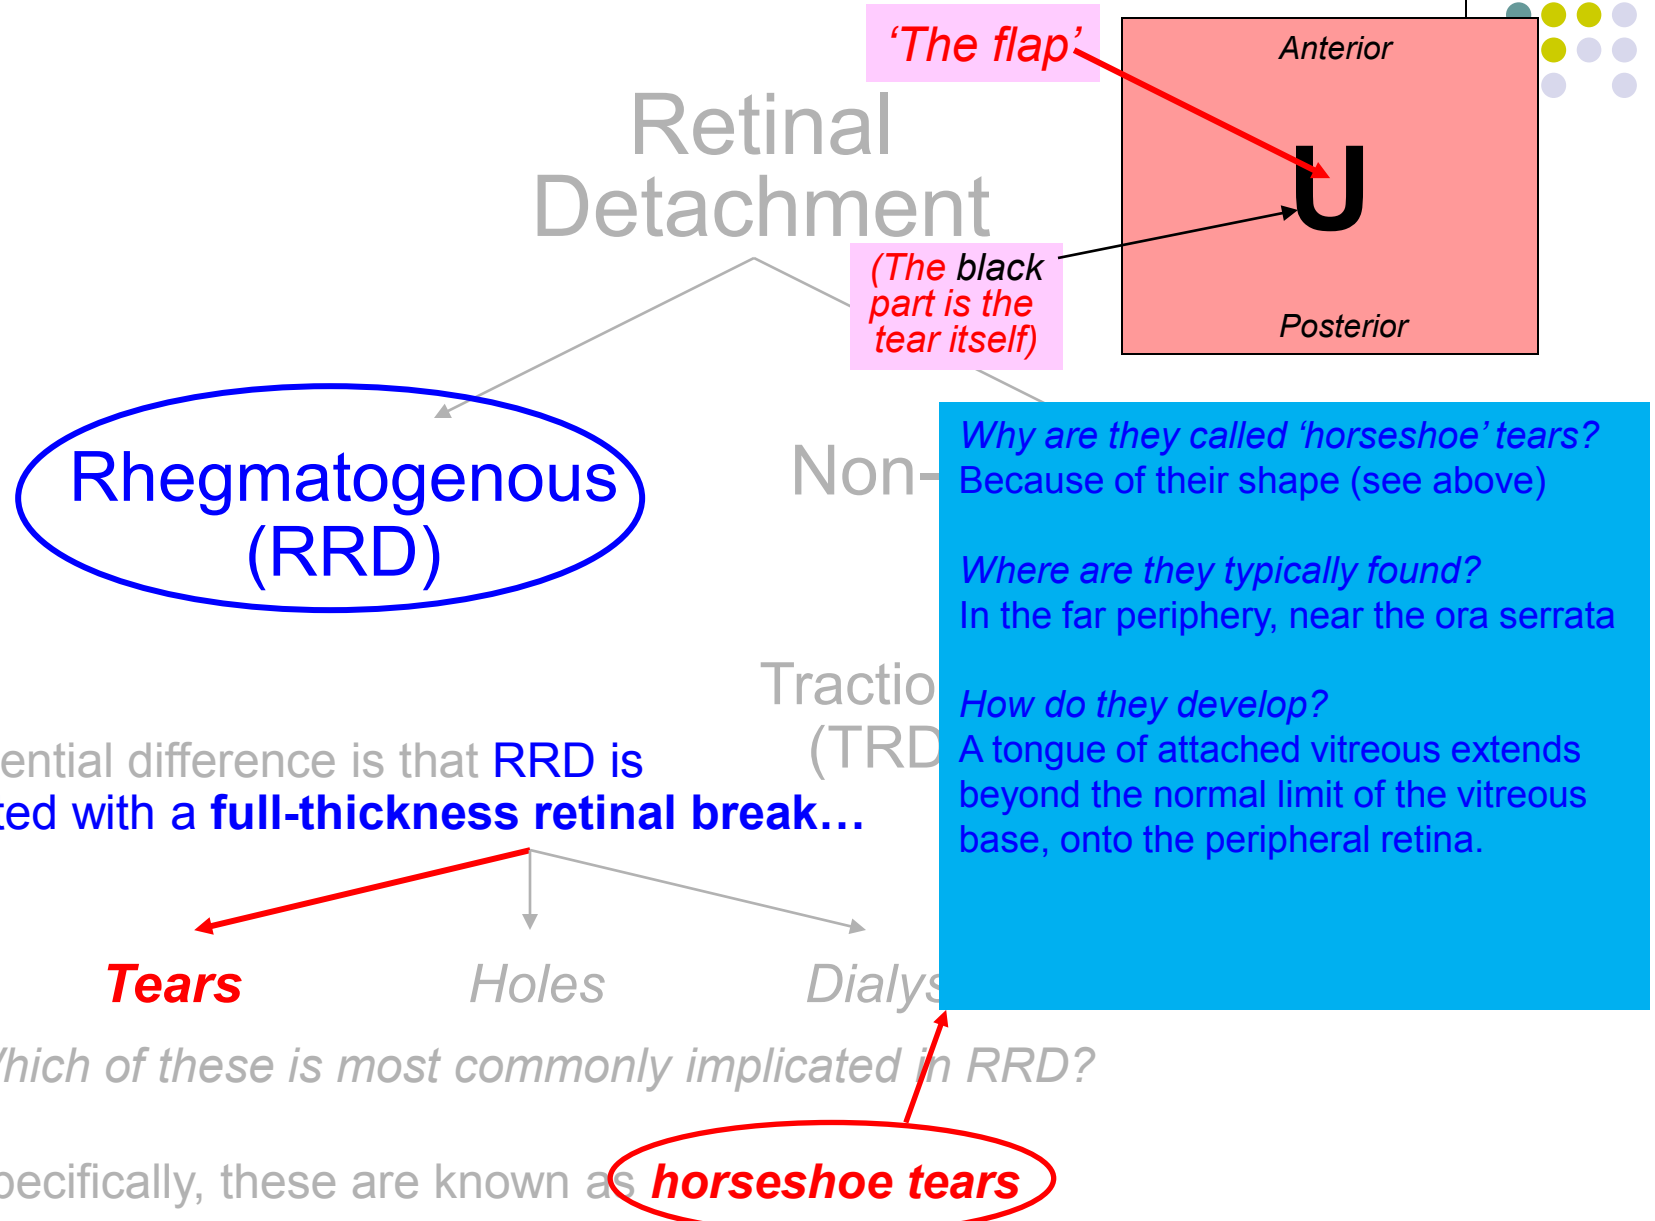 ‘The flap’
Anterior
Retinal
Detachment
U
(The black
part is the
tear itself)
Posterior
Rhegmatogenous
(RRD)
Non-
Why are they called ‘horseshoe’ tears?
Because of their shape (see above)
Where are they typically found?
In the far periphery, near the ora serrata
How do they develop?
A tongue of attached vitreous extends
beyond the normal limit of the vitreous
base, onto the peripheral retina.
Tractio
(TRD
ential difference is that RRD is
ted with a full-thickness retinal break…
Tears
Holes
Dialys
Which of these is most commonly implicated in RRD?
pecifically, these are known as horseshoe tears